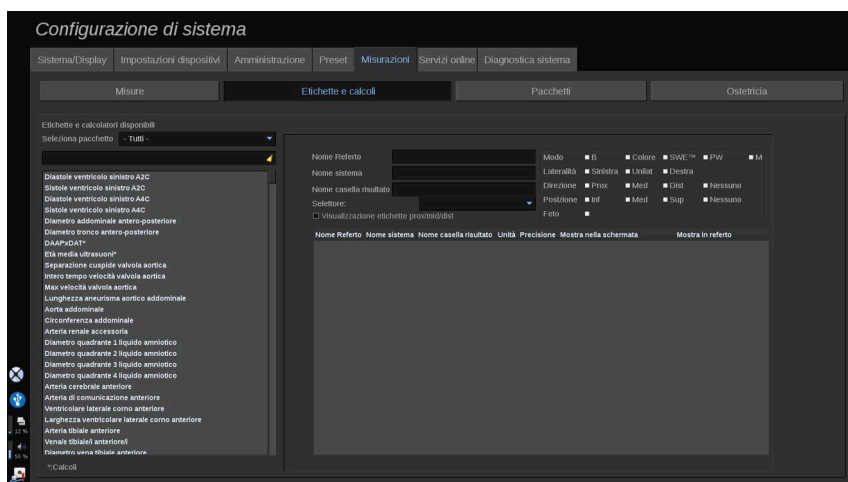 Configurazione di sistema
Sistema/Display Impostazioni dispositivi Amministrazione Preset Misurazioni Servizi online Diagnostica sistema
Misure Etichette e calcoli Pacchetti Ostetricia
Etichette e calcolatori disponibili
Seleziona pacchetto - Tutti -
Diastole ventricolo sinistro A2C
Sistole ventricolo sinistro A2C
Diastole ventricolo sinistro A4C
Sistole ventricolo sinistro A4C
Diametro addominale antero-posteriore
Diametro tronco antero-posteriore
DAAPxDAT*
Età media ultrasuoni*
Separazione cuspide valvola aortica
Intero tempo velocità valvola aortica
Max velocità valvola aortica
Lunghezza aneurisma aortico addominale
Aorta addominale
Circonferenza addominale
Arteria renale accessoria
Diametro quadrante 1 liquido amniotico
Diametro quadrante 2 liquido amniotico
Diametro quadrante 3 liquido amniotico
Diametro quadrante 4 liquido amniotico
Arteria cerebrale anteriore
Arteria di comunicazione anteriore
Ventricolare laterale corno anteriore
Larghezza ventricolare laterale corno anteriore
Arteria tibiale anteriore
Vena/e tibiale/i anteriore/i
Diametro vena tibiale anteriore
*:Calcoli
Nome Referto
Nome sistema
Nome casella risultato
Selettore:
Visualizzazione etichette prox/mid/dist
Modo B Colore SWE™ PW M
Lateralità Sinistra Unilat Destra
Direzione Prox Med Dist Nessuno
Posizione Inf Med Sup Nessuno
Feto
Nome Referto Nome sistema Nome casella risultato Unità Precisione Mostra nella schermata Mostra in referto
12 %
50 %